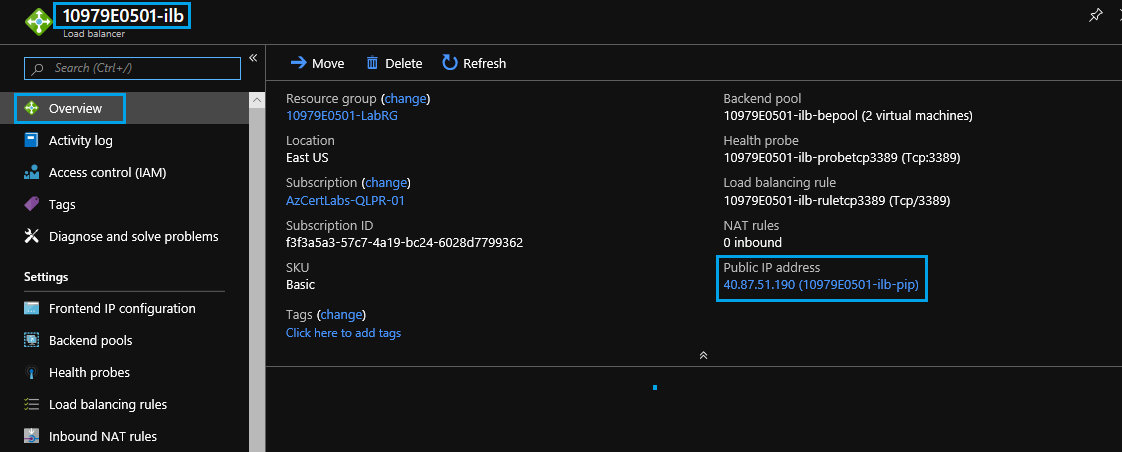 10979E0501-ilb
Load balancer
Search (Ctrl+/)
«
Overview
Activity log
Access control (IAM)
Tags
Diagnose and solve problems
Settings
Frontend IP configuration
Backend pools
Health probes
Load balancing rules
Inbound NAT rules
Move Delete Refresh
Resource group (change)
10979E0501-LabRG
Location
East US
Subscription (change)
AzCertLabs-QLPR-01
Subscription ID
f3f3a5a3-57c7-4a19-bc24-6028d7799362
SKU
Basic
Tags (change)
Click here to add tags
Backend pool
10979E0501-ilb-bepool (2 virtual machines)
Health probe
10979E0501-ilb-probetcp3389 (Tcp:3389)
Load balancing rule
10979E0501-ilb-ruletcp3389 (Tcp/3389)
NAT rules
0 inbound
Public IP address
40.87.51.190 (10979E0501-ilb-pip)